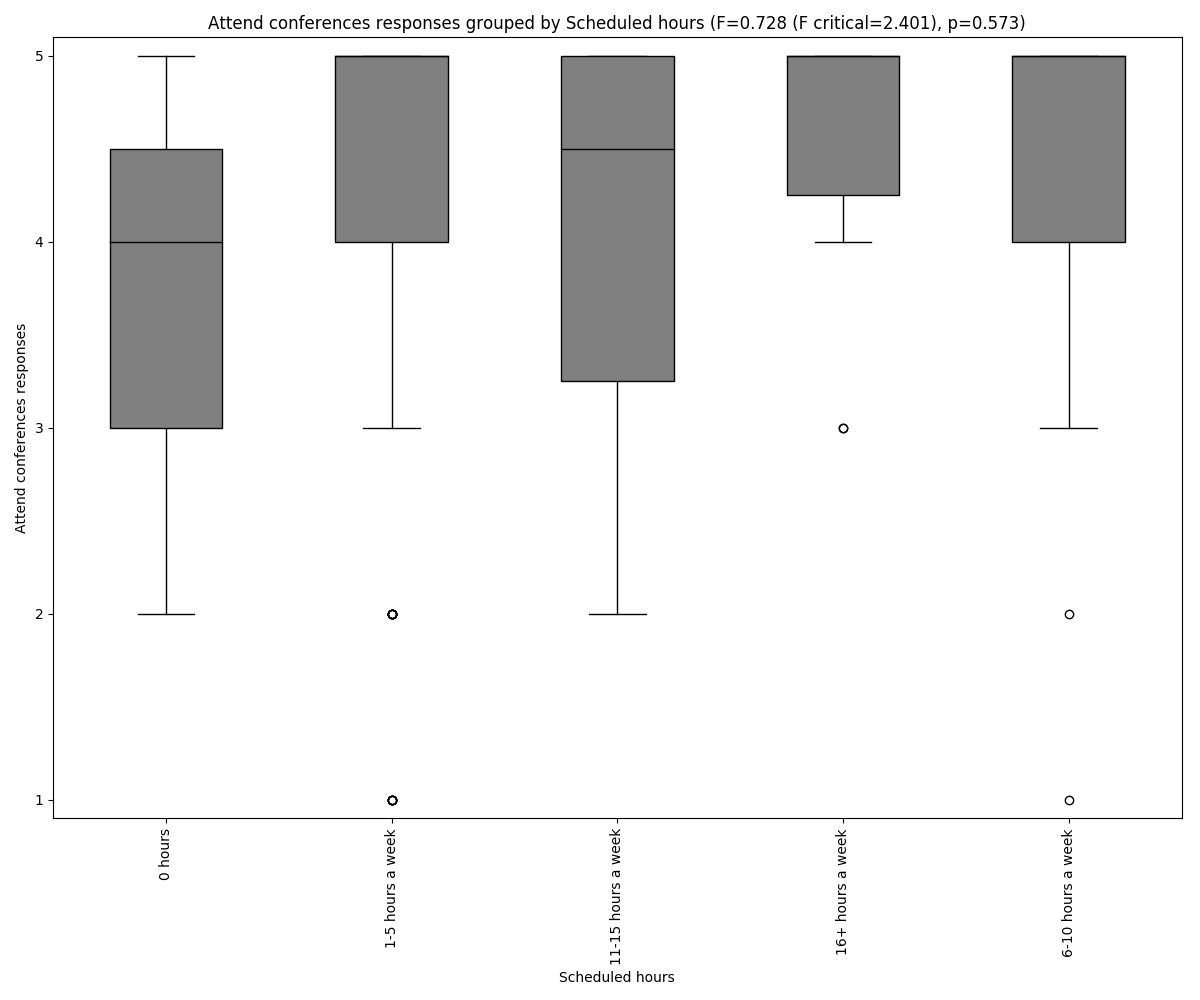 Attend conferences responses grouped by Scheduled hours (F=0.728 (F critical=2.401), p=0.573)
5
4
3
2
1
Attend conferences responses
0 hours
1-5 hours a week
11-15 hours a week
16+ hours a week
6-10 hours a week
Scheduled hours